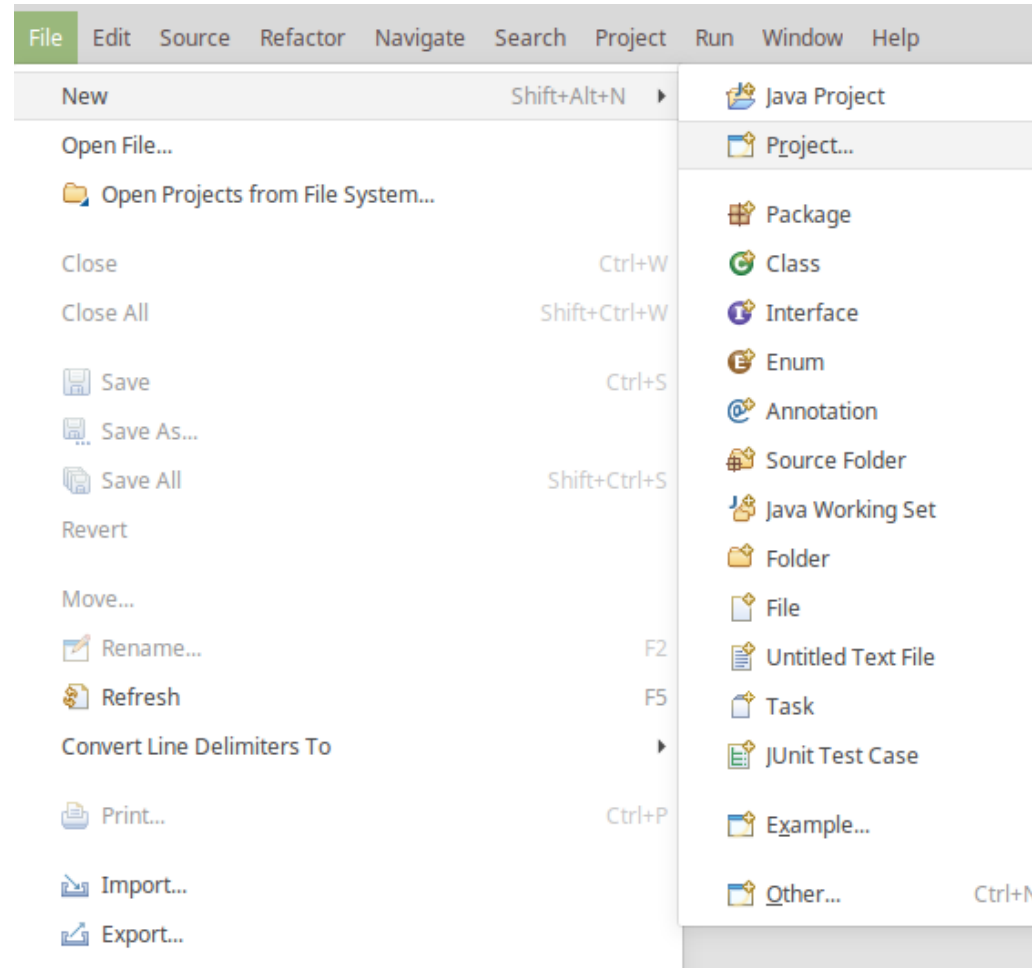 File Edit Source Refactor Navigate Search Project Run Window Help
New Shift+Alt+N
Open File...
Open Projects from File System...
Close Ctrl+W
Close All Shift+Ctrl+W
Save Ctrl+S
Save As...
Save All Shift+Ctrl+S
Revert
Move...
Rename... F2
Refresh F5
Convert Line Delimiters To
Print... Ctrl+P
Import...
Export...
Java Project
Project...
Package
Class
Interface
Enum
Annotation
Source Folder
Java Working Set
Folder
File
Untitled Text File
Task
JUnit Test Case
Example...
Other... Ctrl+N